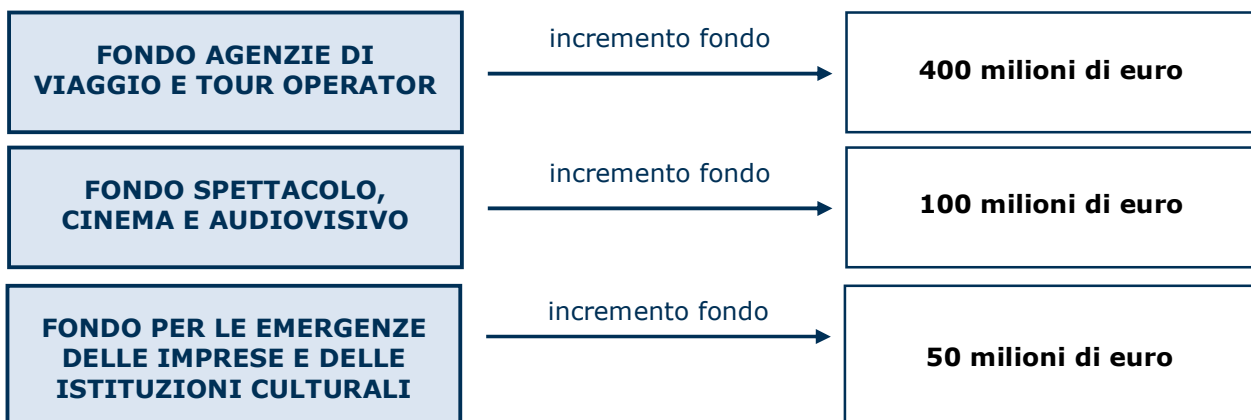 FONDO AGENZIE DI
VIAGGIO E TOUR OPERATOR
incremento fondo
400 milioni di euro
FONDO SPETTACOLO,
CINEMA E AUDIOVISIVO
incremento fondo
100 milioni di euro
FONDO PER LE EMERGENZE
DELLE IMPRESE E DELLE
ISTITUZIONI CULTURALI
incremento fondo
50 milioni di euro